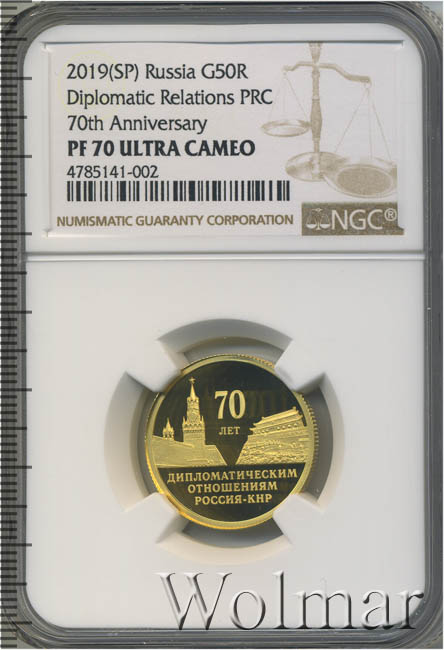 2019(SP) Russia G50R
Diplomatic Relations PRC
70th Anniversary
PF 70 ULTRA CAMEO
4785141-002
NUMISMATIC GUARANTY CORPORATION
NGC®
70
ЛЕТ
ДИПЛОМАТИЧЕСКИМ
ОТНОШЕНИЯМ
РОССИЯ-КНР
Wolmar